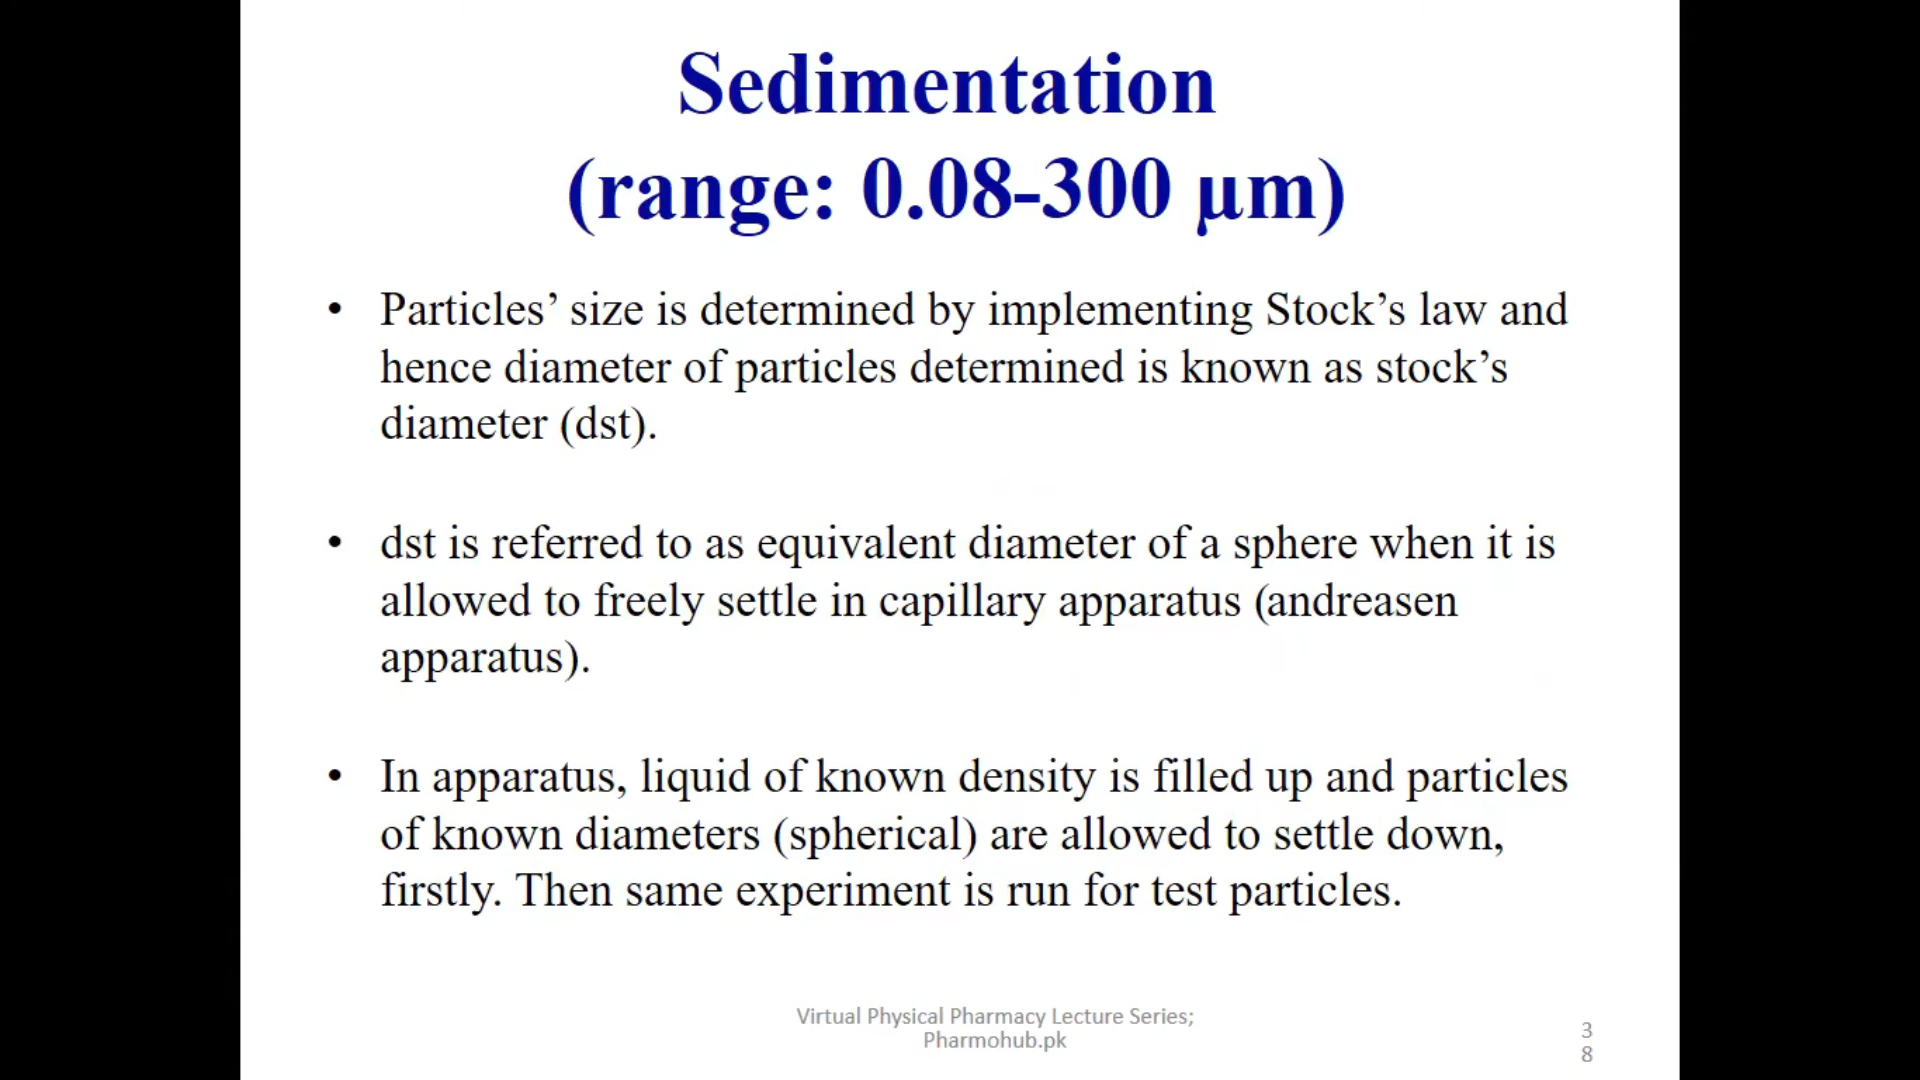 Sedimentation
(range: 0.08-300 µm)
• Particles’ size is determined by implementing Stock’s law and
hence diameter of particles determined is known as stock’s
diameter (dst).
• dst is referred to as equivalent diameter of a sphere when it is
allowed to freely settle in capillary apparatus (andreasen
apparatus).
• In apparatus, liquid of known density is filled up and particles
of known diameters (spherical) are allowed to settle down,
firstly. Then same experiment is run for test particles.
Virtual Physical Pharmacy Lecture Series;
Pharmohub.pk
3
8